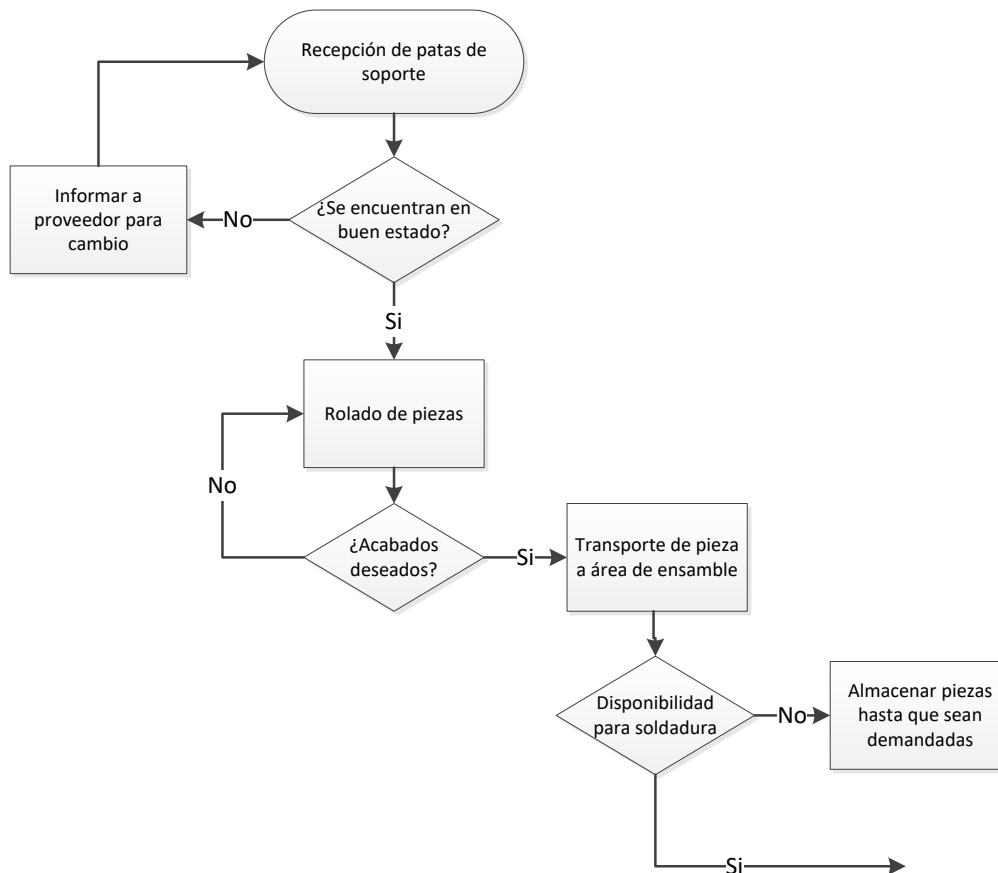 Recepción de patas de
soporte
Informar a
proveedor para
cambio
No
¿Se encuentran en
buen estado?
Si
Rolado de piezas
No
¿Acabados
deseados?
Si
Transporte de pieza
a área de ensamble
Disponibilidad
para soldadura
No
Almacenar piezas
hasta que sean
demandadas
Si